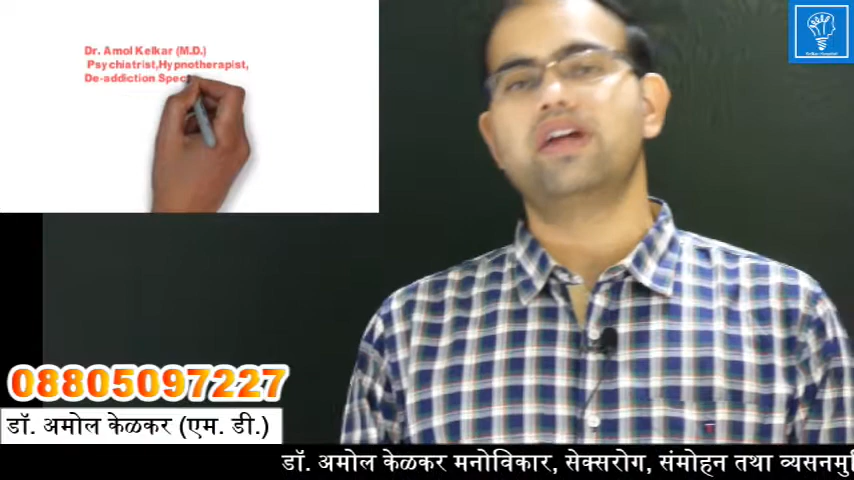 Dr. Amol Kelkar (M.D.)
Psychiatrist,Hypnotherapist,
De-addiction Spec
08805097227
डॉ. अमोल केळकर (एम. डी.)
डॉ. अमोल केळकर मनोविकार, सेक्सरोग, संमोहन तथा व्यसनमु